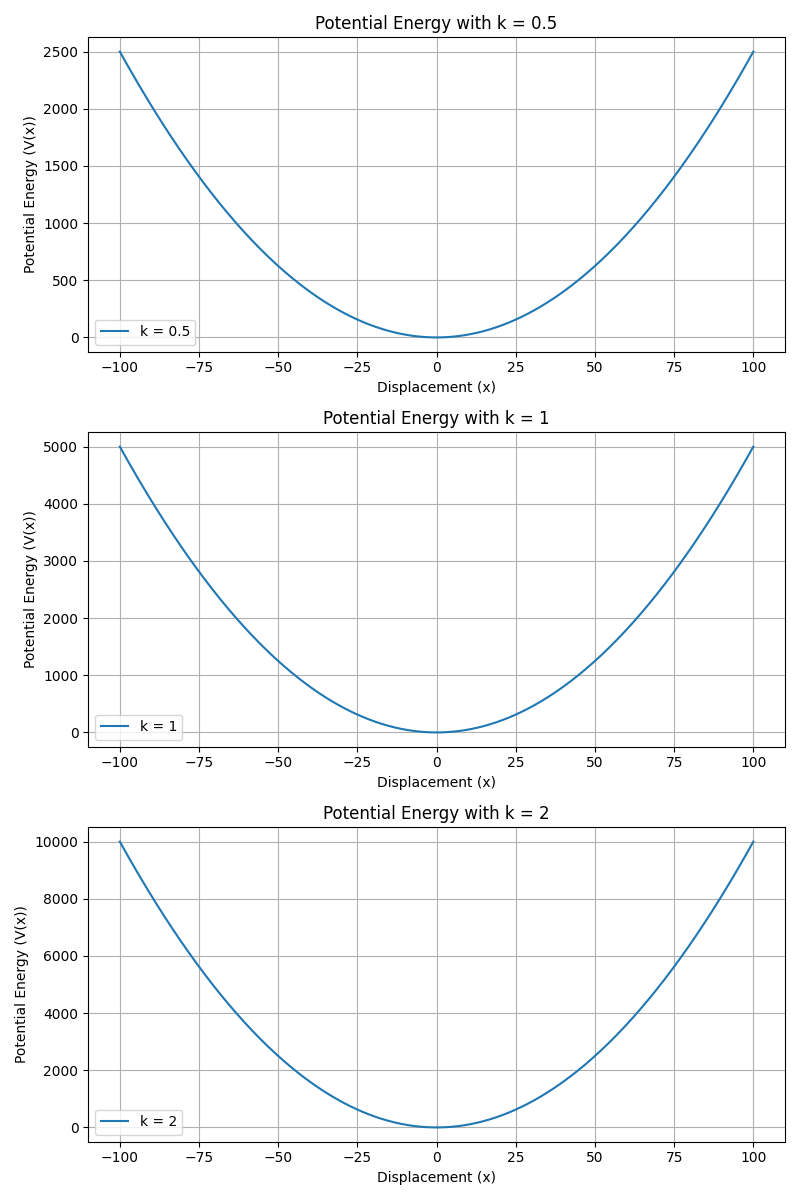 Potential Energy with k = 0.5
2500
2000
1500
1000
500
0
Potential Energy (V(x))
k = 0.5
−100 −75 −50 −25 0 25 50 75 100
Displacement (x)
Potential Energy with k = 1
5000
4000
3000
2000
1000
0
Potential Energy (V(x))
k = 1
−100 −75 −50 −25 0 25 50 75 100
Displacement (x)
Potential Energy with k = 2
10000
8000
6000
4000
2000
0
Potential Energy (V(x))
k = 2
−100 −75 −50 −25 0 25 50 75 100
Displacement (x)